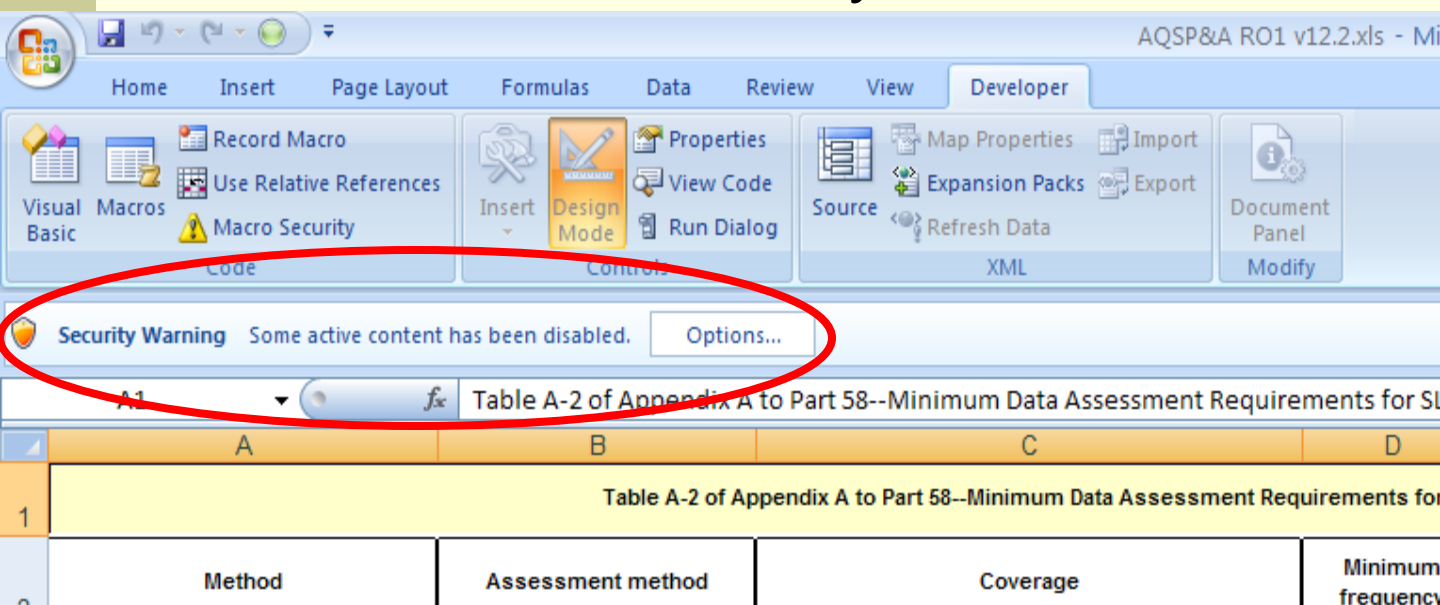 AQSP&A RO1 v12.2.xls - Mi
Home Insert Page Layout Formulas Data Review View Developer
Visual Basic
Macros
Record Macro
Use Relative References
Macro Security
Code
Insert
Design Mode
Properties
View Code
Run Dialog
Controls
Source
Map Properties
Expansion Packs
Refresh Data
Import
Export
XML
Document Panel
Modify
Security Warning Some active content has been disabled. Options...
A1 fx Table A-2 of Appendix A to Part 58--Minimum Data Assessment Requirements for SL
A B C D
1 Table A-2 of Appendix A to Part 58--Minimum Data Assessment Requirements for
Method Assessment method Coverage Minimum
frequency